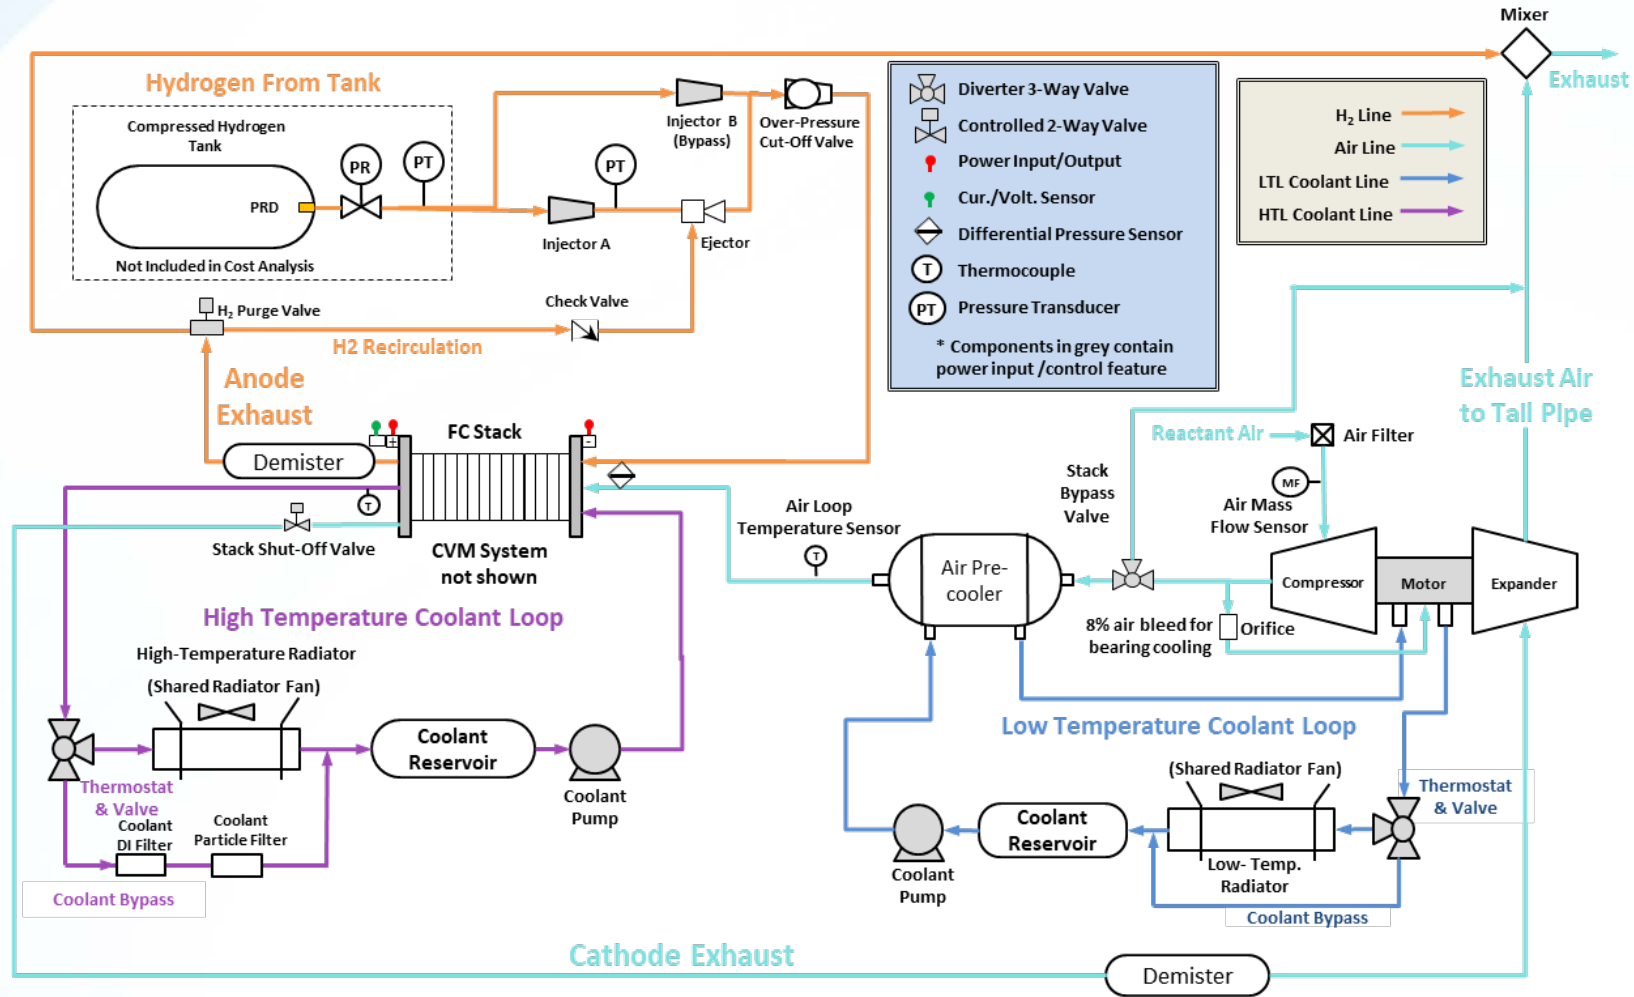 Mixer
Exhaust
Hydrogen From Tank
Compressed Hydrogen
Tank
PRD
Not Included in Cost Analysis
PR
PT
PT
Injector A
Injector B
(Bypass)
Over-Pressure
Cut-Off Valve
Ejector
Check Valve
H₂ Purge Valve
H2 Recirculation
Anode
Exhaust
Diverter 3-Way Valve
Controlled 2-Way Valve
Power Input/Output
Cur./Volt. Sensor
Differential Pressure Sensor
T
Thermocouple
PT
Pressure Transducer
* Components in grey contain
power input /control feature
H₂ Line
Air Line
LTL Coolant Line
HTL Coolant Line
Exhaust Air
to Tail Pipe
Reactant Air
Air Filter
MF
Air Mass
Flow Sensor
Stack
Bypass
Valve
FC Stack
+
-
Demister
T
Stack Shut-Off Valve
CVM System
not shown
Air Loop
Temperature Sensor
T
Air Pre-
cooler
Compressor
Motor
Expander
8% air bleed for
bearing cooling
Orifice
High Temperature Coolant Loop
High-Temperature Radiator
(Shared Radiator Fan)
Coolant
Reservoir
Coolant
Pump
Thermostat
& Valve
Coolant
DI Filter
Coolant
Particle Filter
Coolant Bypass
Low Temperature Coolant Loop
(Shared Radiator Fan)
Thermostat
& Valve
Coolant
Reservoir
Coolant
Pump
Low- Temp.
Radiator
Coolant Bypass
Cathode Exhaust
Demister